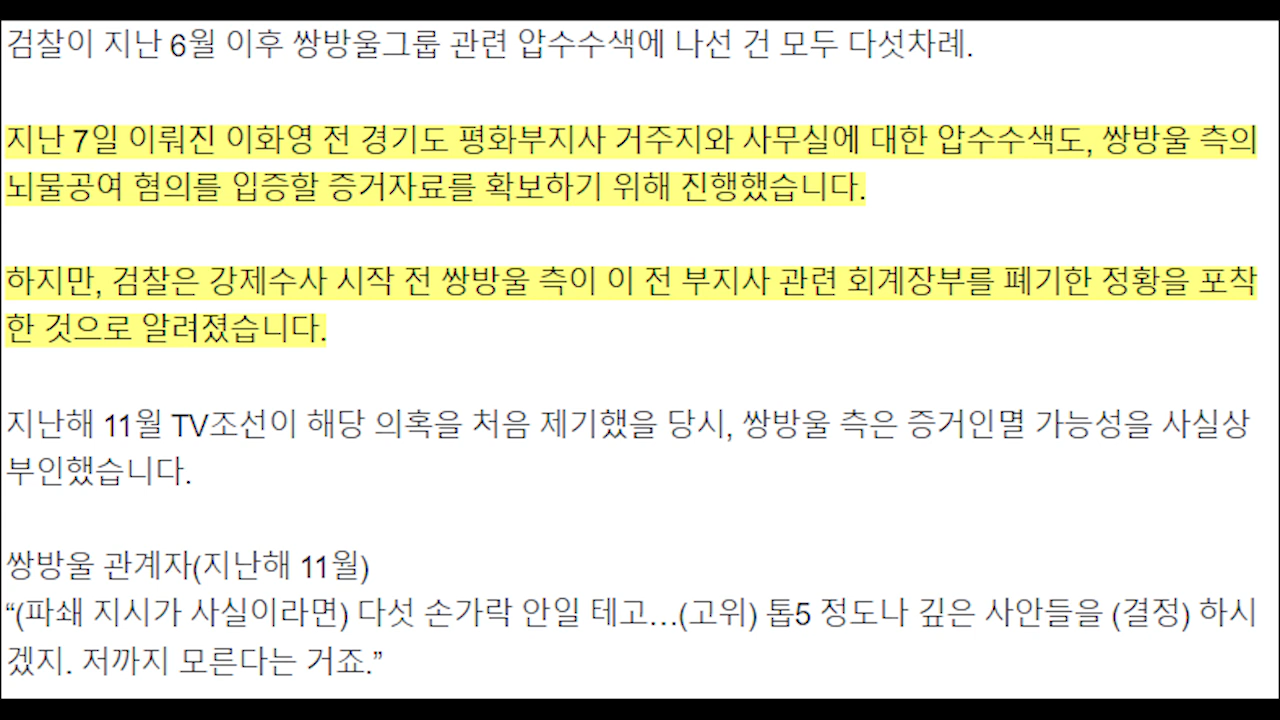 검찰이 지난 6월 이후 쌍방울그룹 관련 압수수색에 나선 건 모두 다섯차례.
지난 7일 이뤄진 이화영 전 경기도 평화부지사 거주지와 사무실에 대한 압수수색도, 쌍방울 측의
뇌물공여 혐의를 입증할 증거자료를 확보하기 위해 진행했습니다.
하지만, 검찰은 강제수사 시작 전 쌍방울 측이 이 전 부지사 관련 회계장부를 폐기한 정황을 포착
한 것으로 알려졌습니다.
지난해 11월 TV조선이 해당 의혹을 처음 제기했을 당시, 쌍방울 측은 증거인멸 가능성을 사실상
부인했습니다.
쌍방울 관계자(지난해 11월)
“(파쇄 지시가 사실이라면) 다섯 손가락 안일 테고...(고위) 톱5 정도나 깊은 사안들을 (결정) 하시
겠지. 저까지 모른다는 거죠.”